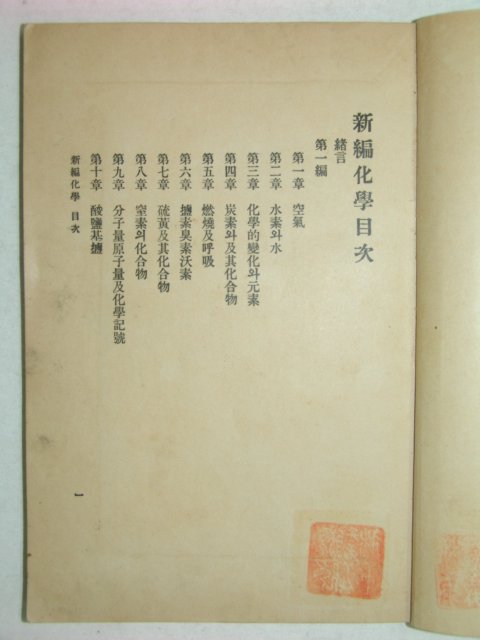 新編化學目次
緖言
第一編
第一章 空氣
第二章 水素와水
第三章 化學的變化와元素
第四章 炭素와及其化合物
第五章 燃燒及呼吸
第六章 鹽素臭素沃素
第七章 硫黃及其化合物
第八章 窒素의化合物
第九章 分子量原子量及化學記號
第十章 酸鹽基鹽
新編化學 目次
一